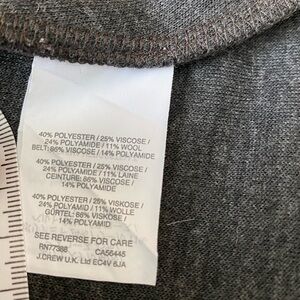 40% POLYESTER / 25% VISCOSE /
24% POLYAMIDE / 11% WOOL
BELT: 86% VISCOSE / 14% POLYAMIDE
40% POLYESTER / 25% VISCOSE /
24% POLYAMIDE / 11% LAINE
CEINTURE: 86% VISCOSE /
14% POLYAMIDE
40% POLYESTER / 25% VISKOSE /
24% POLYAMID / 11% WOLLE
GÜRTEL: 86% VISKOSE /
14% POLYAMID
SEE REVERSE FOR CARE
RN77388 CA56445
J.CREW U.K. Ltd EC4V 6JA